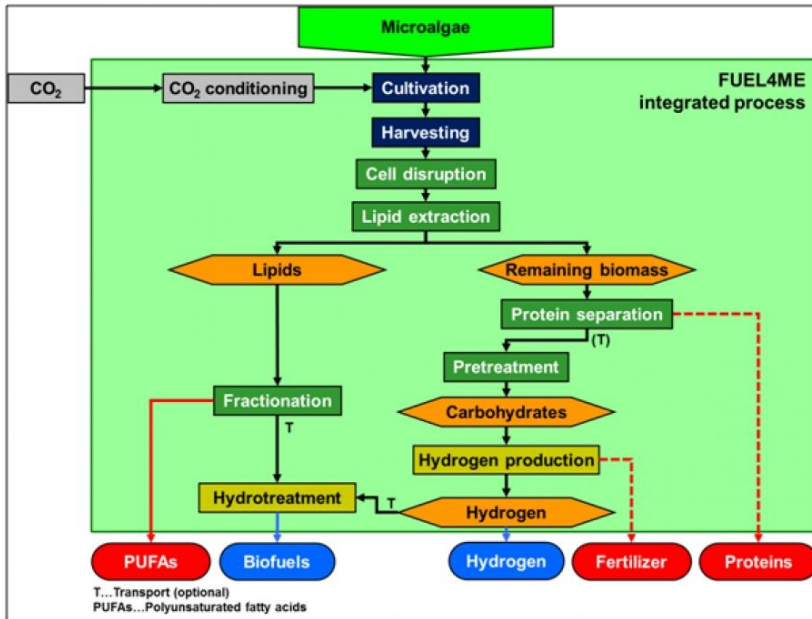 Microalgae
FUEL4ME
integrated process
CO₂
CO₂ conditioning
Cultivation
Harvesting
Cell disruption
Lipid extraction
Lipids
Remaining biomass
Protein separation
(T)
Pretreatment
Fractionation
Carbohydrates
T
Hydrogen production
Hydrotreatment
T
Hydrogen
PUFAs
Biofuels
Hydrogen
Fertilizer
Proteins
T...Transport (optional)
PUFAs...Polyunsaturated fatty acids